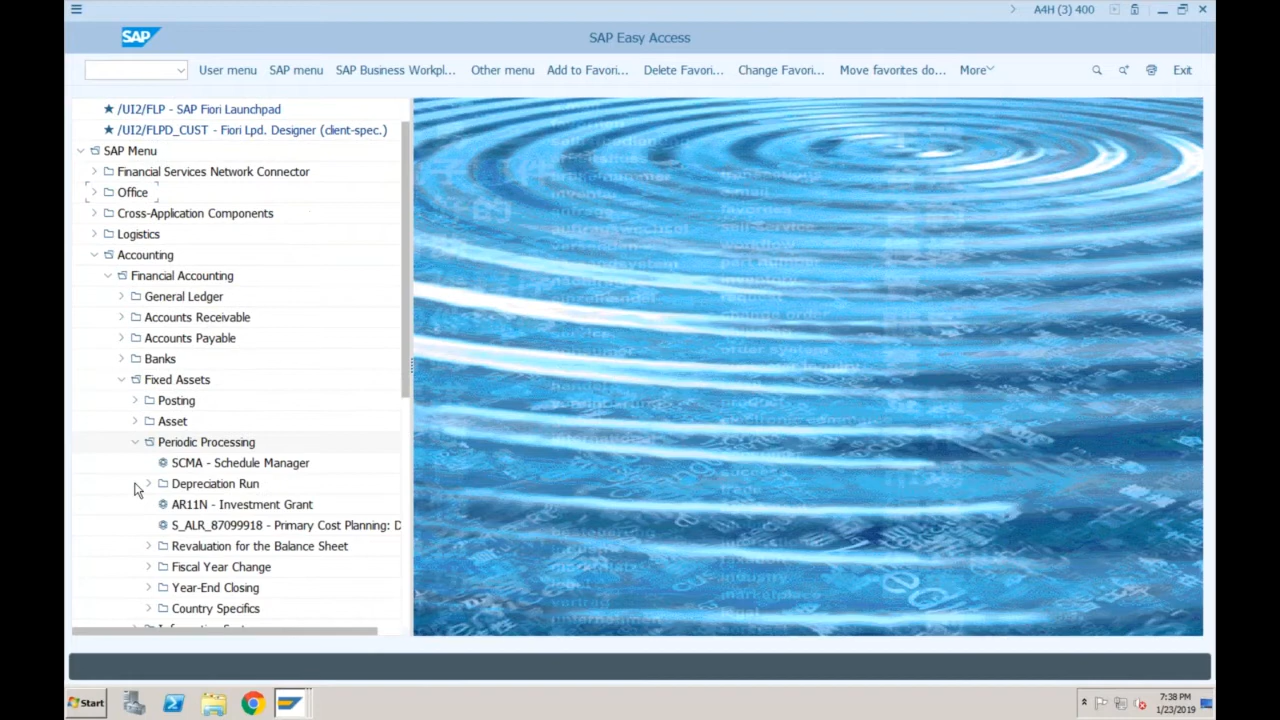 A4H (3) 400
SAP
SAP Easy Access
User menu SAP menu SAP Business Workpl... Other menu Add to Favori... Delete Favori... Change Favori... Move favorites do... More Exit
/UI2/FLP - SAP Fiori Launchpad
/UI2/FLPD_CUST - Fiori Lpd. Designer (client-spec.)
SAP Menu
Financial Services Network Connector
Office
Cross-Application Components
Logistics
Accounting
Financial Accounting
General Ledger
Accounts Receivable
Accounts Payable
Banks
Fixed Assets
Posting
Asset
Periodic Processing
SCMA - Schedule Manager
Depreciation Run
AR11N - Investment Grant
S_ALR_87099918 - Primary Cost Planning: D
Revaluation for the Balance Sheet
Fiscal Year Change
Year-End Closing
Country Specifics
Start
7:38 PM
1/23/2019